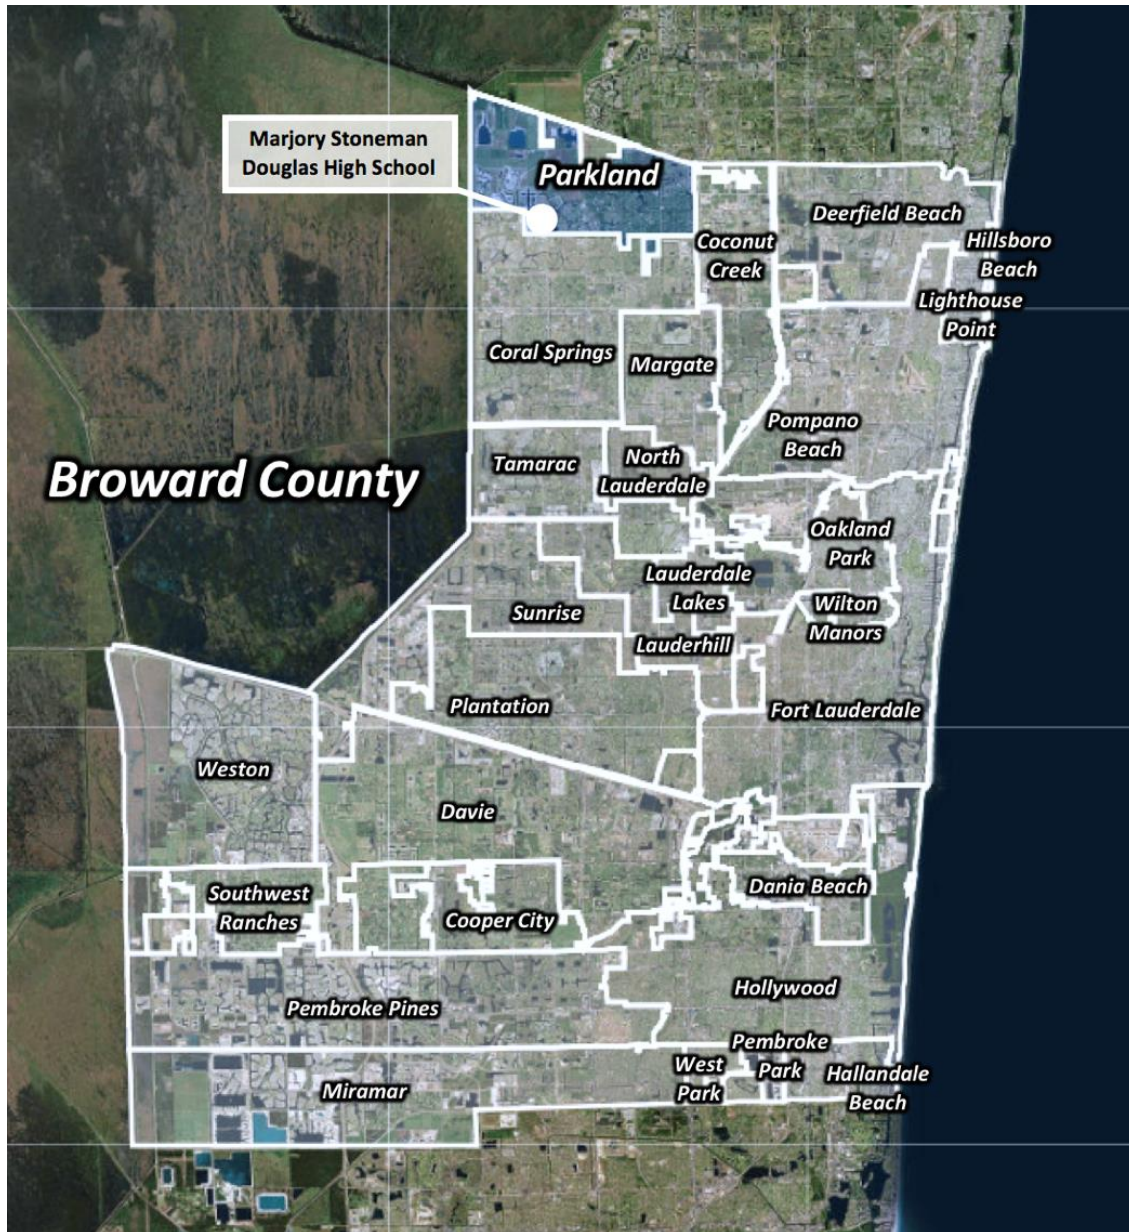 Marjory Stoneman
Douglas High School
Parkland
Deerfield Beach
Coconut
Creek
Hillsboro
Beach
Lighthouse
Point
Coral Springs
Margate
Pompano
Beach
Broward County
Tamarac
North
Lauderdale
Oakland
Park
Lauderdale
Lakes
Sunrise
Wilton
Manors
Lauderhill
Plantation
Fort Lauderdale
Weston
Davie
Southwest
Ranches
Cooper City
Dania Beach
Hollywood
Pembroke Pines
Pembroke
Park
West
Park
Hallandale
Beach
Miramar